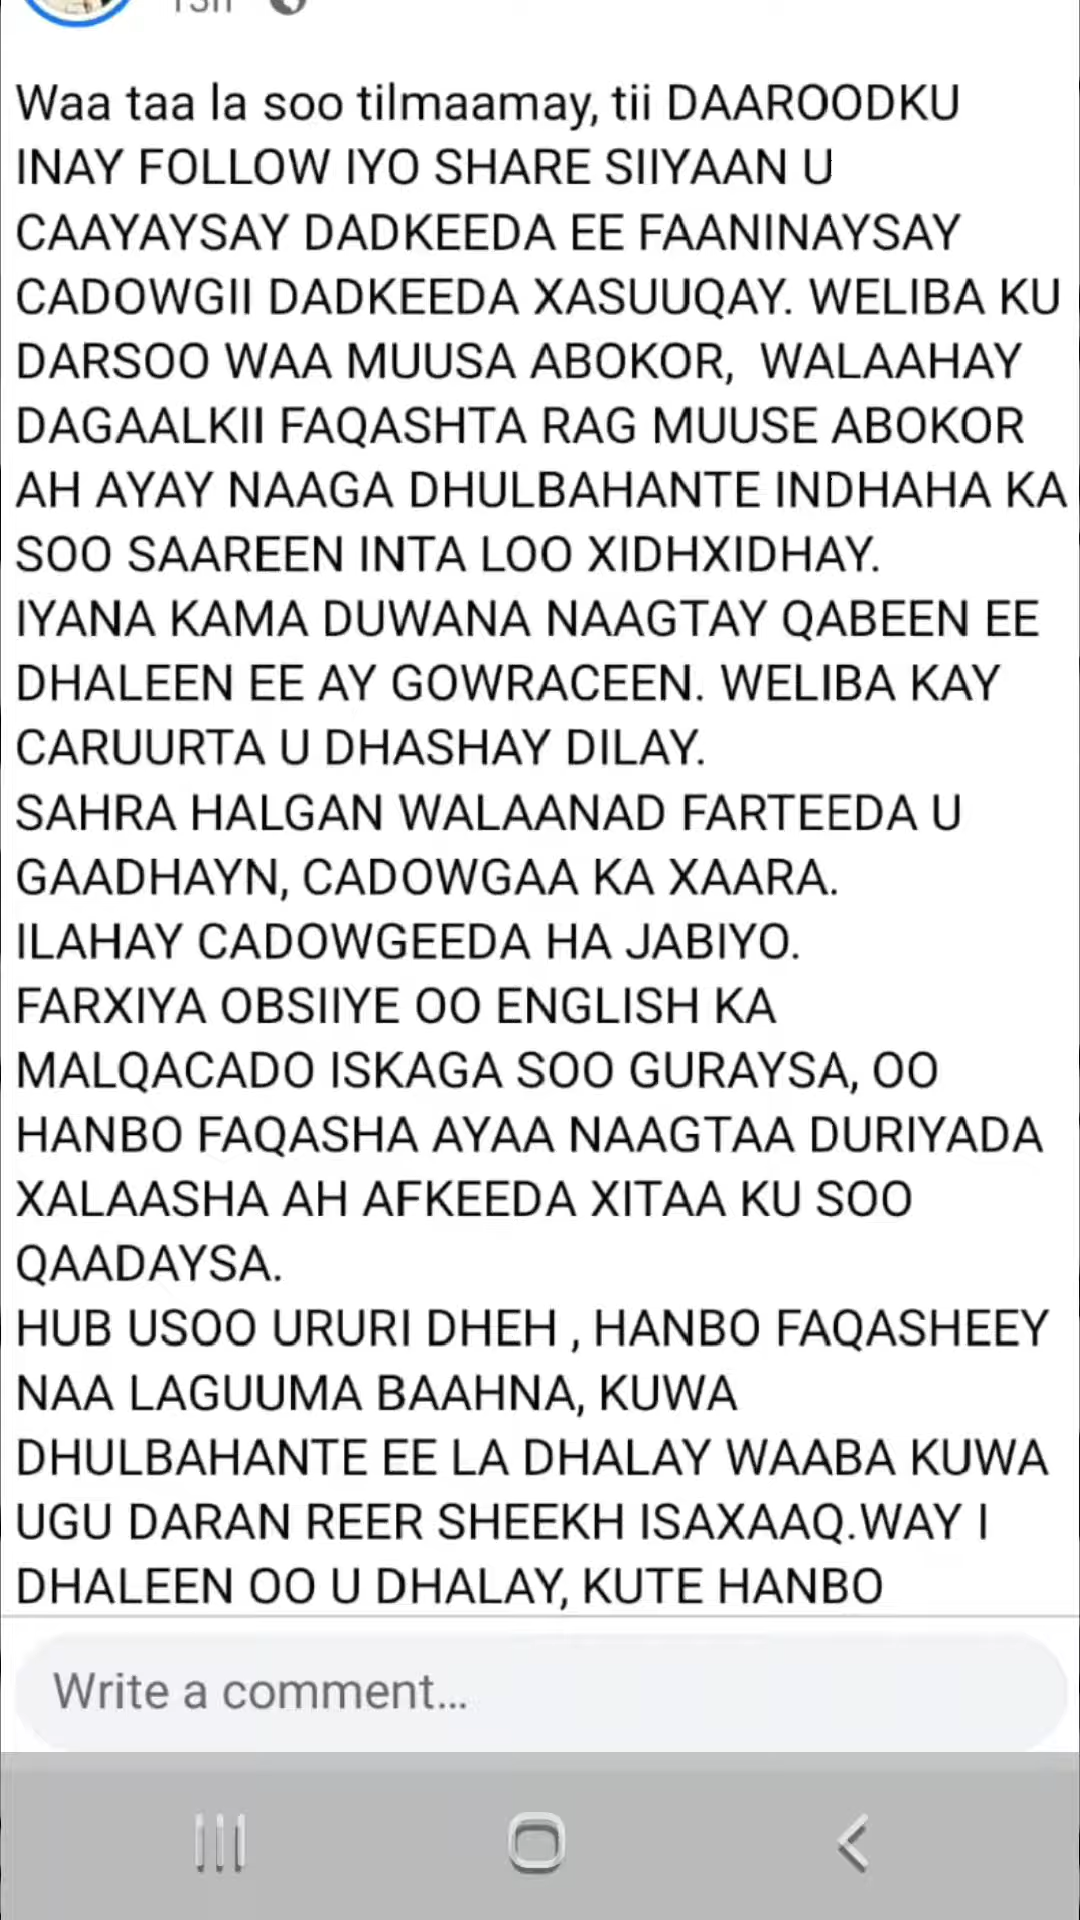 Waa taa la soo tilmaamay, tii DAAROODKU
INAY FOLLOW IYO SHARE SIIYAAN U
CAAYAYSAY DADKEEDA EE FAANINAYSAY
CADOWGII DADKEEDA XASUUQAY. WELIBA KU
DARSOO WAA MUUSA ABOKOR, WALAAHAY
DAGAALKII FAQASHTA RAG MUUSE ABOKOR
AH AYAY NAAGA DHULBAHANTE INDHAHA KA
SOO SAAREEN INTA LOO XIDHXIDHAY.
IYANA KAMA DUWANA NAAGTAY QABEEN EE
DHALEEN EE AY GOWRACEEN. WELIBA KAY
CARUURTA U DHASHAY DILAY.
SAHRA HALGAN WALAANAD FARTEEDA U
GAADHAYN, CADOWGAA KA XAARA.
ILAHAY CADOWGEEDA HA JABIYO.
FARXIYA OBSIIYE OO ENGLISH KA
MALQACADO ISKAGA SOO GURAYSA, OO
HANBO FAQASHA AYAA NAAGTAA DURIYADA
XALAASHA AH AFKEEDA XITAA KU SOO
QAADAYSA.
HUB USOO URURI DHEH , HANBO FAQASHEEY
NAA LAGUUMA BAAHNA, KUWA
DHULBAHANTE EE LA DHALAY WAABA KUWA
UGU DARAN REER SHEEKH ISAXAAQ.WAY I
DHALEEN OO U DHALAY, KUTE HANBO
Write a comment...